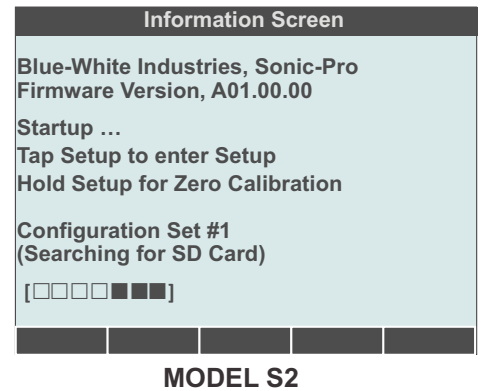 Information Screen
Blue-White Industries, Sonic-Pro
Firmware Version, A01.00.00
Startup …
Tap Setup to enter Setup
Hold Setup for Zero Calibration
Configuration Set #1
(Searching for SD Card)
[□□□□■■■]
MODEL S2